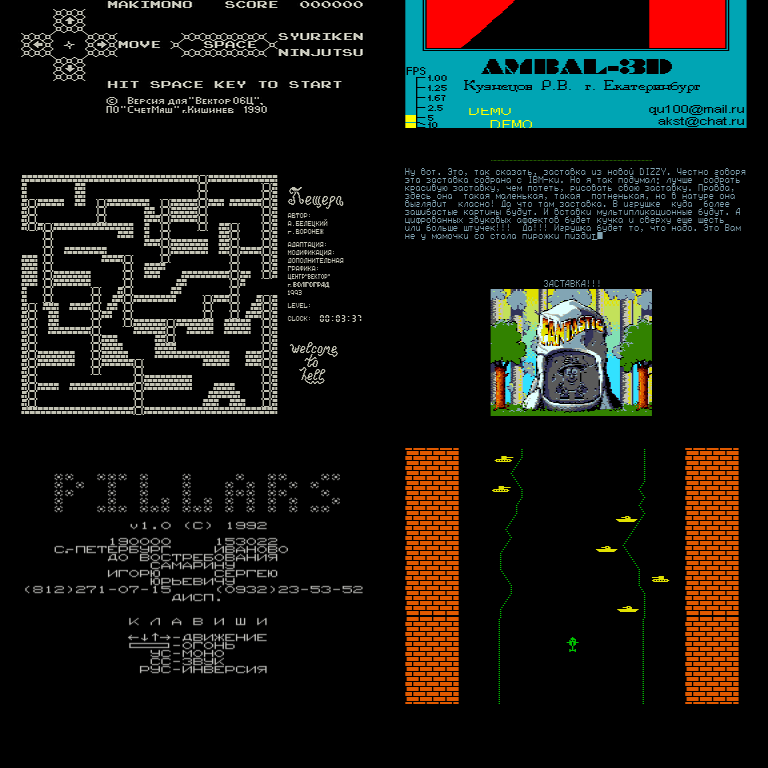 MAKIMONO SCORE 000000
MOVE SPACE SYURIKEN
NINJUTSU
HIT SPACE KEY TO START
© Версия для "Вектор ОБЦ".
ПО "СчетМаш", г.Кишинев 1990
FPS
1.00
1.25
1.67
2.5
5
10
AMBAL-3D
Кузнецов Р.В. г. Екатеринбург
DEMO
DEMO
qu100@mail.ru
akst@chat.ru
Пещера
АВТОР:
А.БЕЛЕЦКИЙ
г.ВОРОНЕЖ
АДАПТАЦИЯ:
МОДИФИКАЦИЯ:
ДОПОЛНИТЕЛЬНАЯ
ГРАФИКА:
ЦЕНТР"ВЕКТОР"
г.ВОЛГОГРАД
1993
LEVEL:
CLOCK: 00:03:37
welcome
to
hell
Ну вот. Это, так сказать, заставка из новой DIZZY. Честно говоря
эта заставка собрана с IBM-ки. Но я так подумал: лучше собрать
красивую заставку, чем потеть, рисовать свою заставку. Правда,
здесь она такая маленькая, такая потненькая, но в натуре она
выглядит класно! Да что там заставка. В игрушке куда более
зашибастые картины будут. И вставки мультипликационные будут. А
цифрованных звуковых аффектов будет кучка и сверху еще шесть
или больше штучек!!! Да!!! Игрушка будет то, что надо. Это Вам
не у мамочки со стола пирожки пизди
ЗАСТАВКА!!!
FANTASTIC
PILLARS
v1.0 (C) 1992
190000 153022
С.-ПЕТЕРБУРГ ИВАНОВО
ДО ВОСТРЕБОВАНИЯ
САМАРИНУ
ИГОРЮ СЕРГЕЮ
ЮРЬЕВИЧУ
(812)271-07-15 (0932)23-53-52
ДИСП.
К Л А В И Ш И
←↓↑→-ДВИЖЕНИЕ
-ОГОНЬ
УС-МОНО
СС-ЗВУК
РУС-ИНВЕРСИЯ